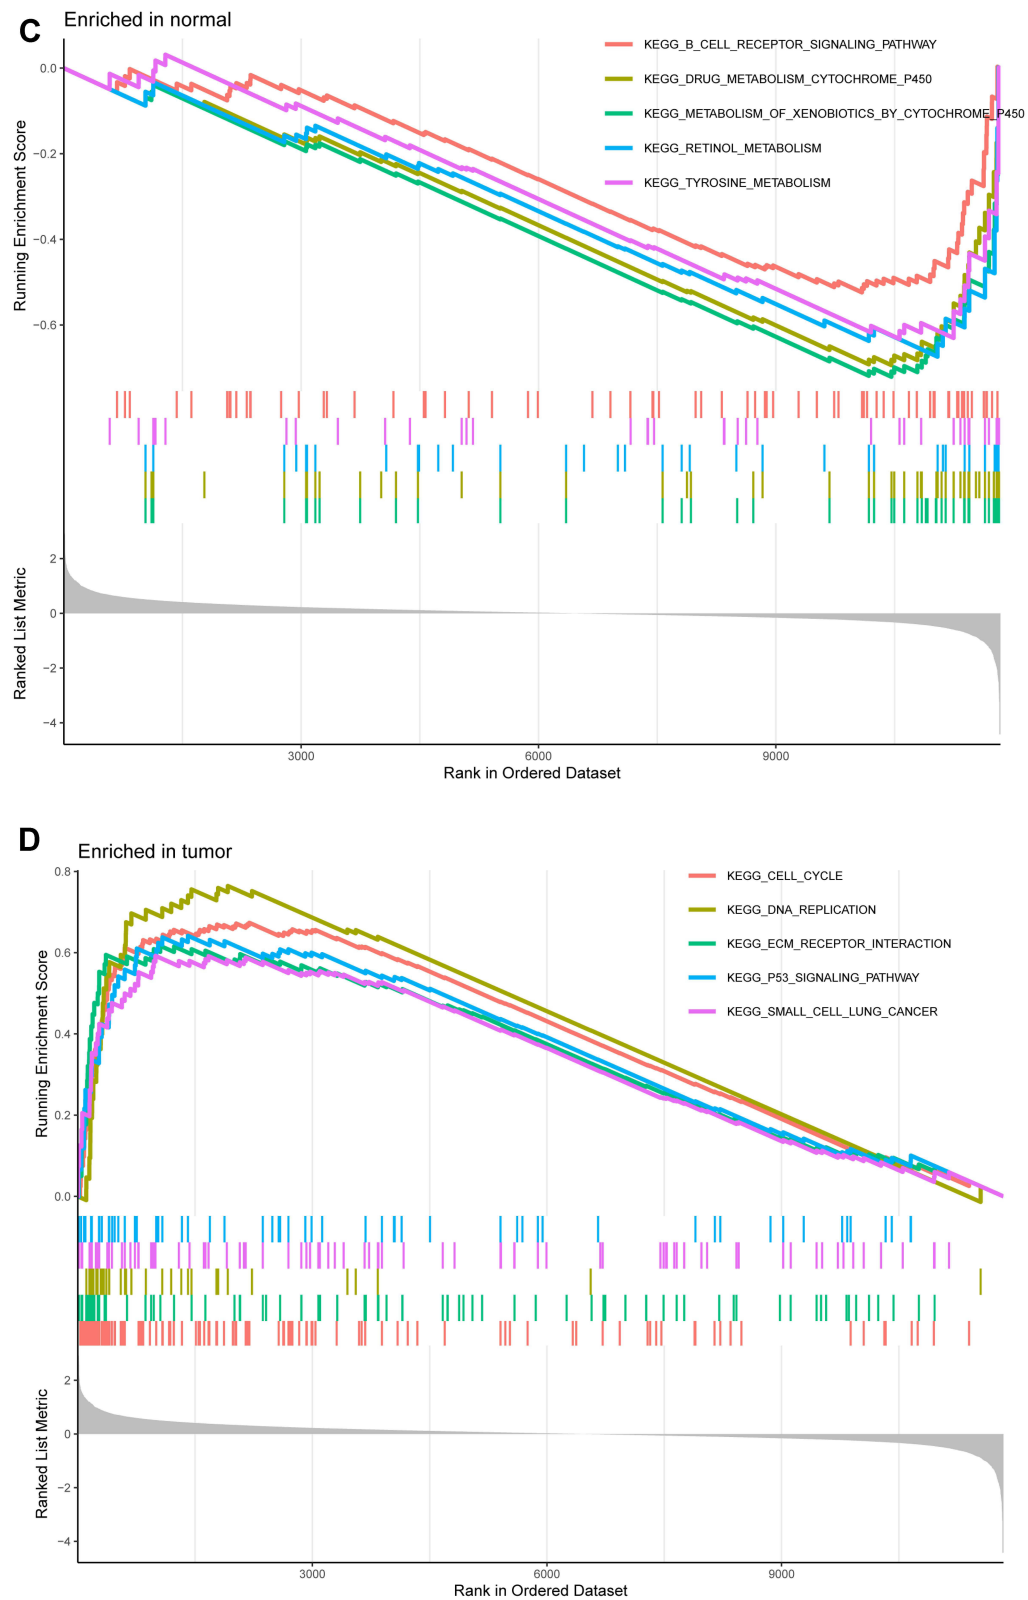 C
Enriched in normal
KEGG_B_CELL_RECEPTOR_SIGNALING_PATHWAY
KEGG_DRUG_METABOLISM_CYTOCHROME_P450
KEGG_METABOLISM_OF_XENOBIOTICS_BY_CYTOCHROME_P450
KEGG_RETINOL_METABOLISM
KEGG_TYROSINE_METABOLISM
Running Enrichment Score
0.0
−0.2
−0.4
−0.6
Ranked List Metric
2
0
−2
−4
3000
6000
9000
Rank in Ordered Dataset
D
Enriched in tumor
KEGG_CELL_CYCLE
KEGG_DNA_REPLICATION
KEGG_ECM_RECEPTOR_INTERACTION
KEGG_P53_SIGNALING_PATHWAY
KEGG_SMALL_CELL_LUNG_CANCER
Running Enrichment Score
0.8
0.6
0.4
0.2
0.0
Ranked List Metric
2
0
−2
−4
3000
6000
9000
Rank in Ordered Dataset